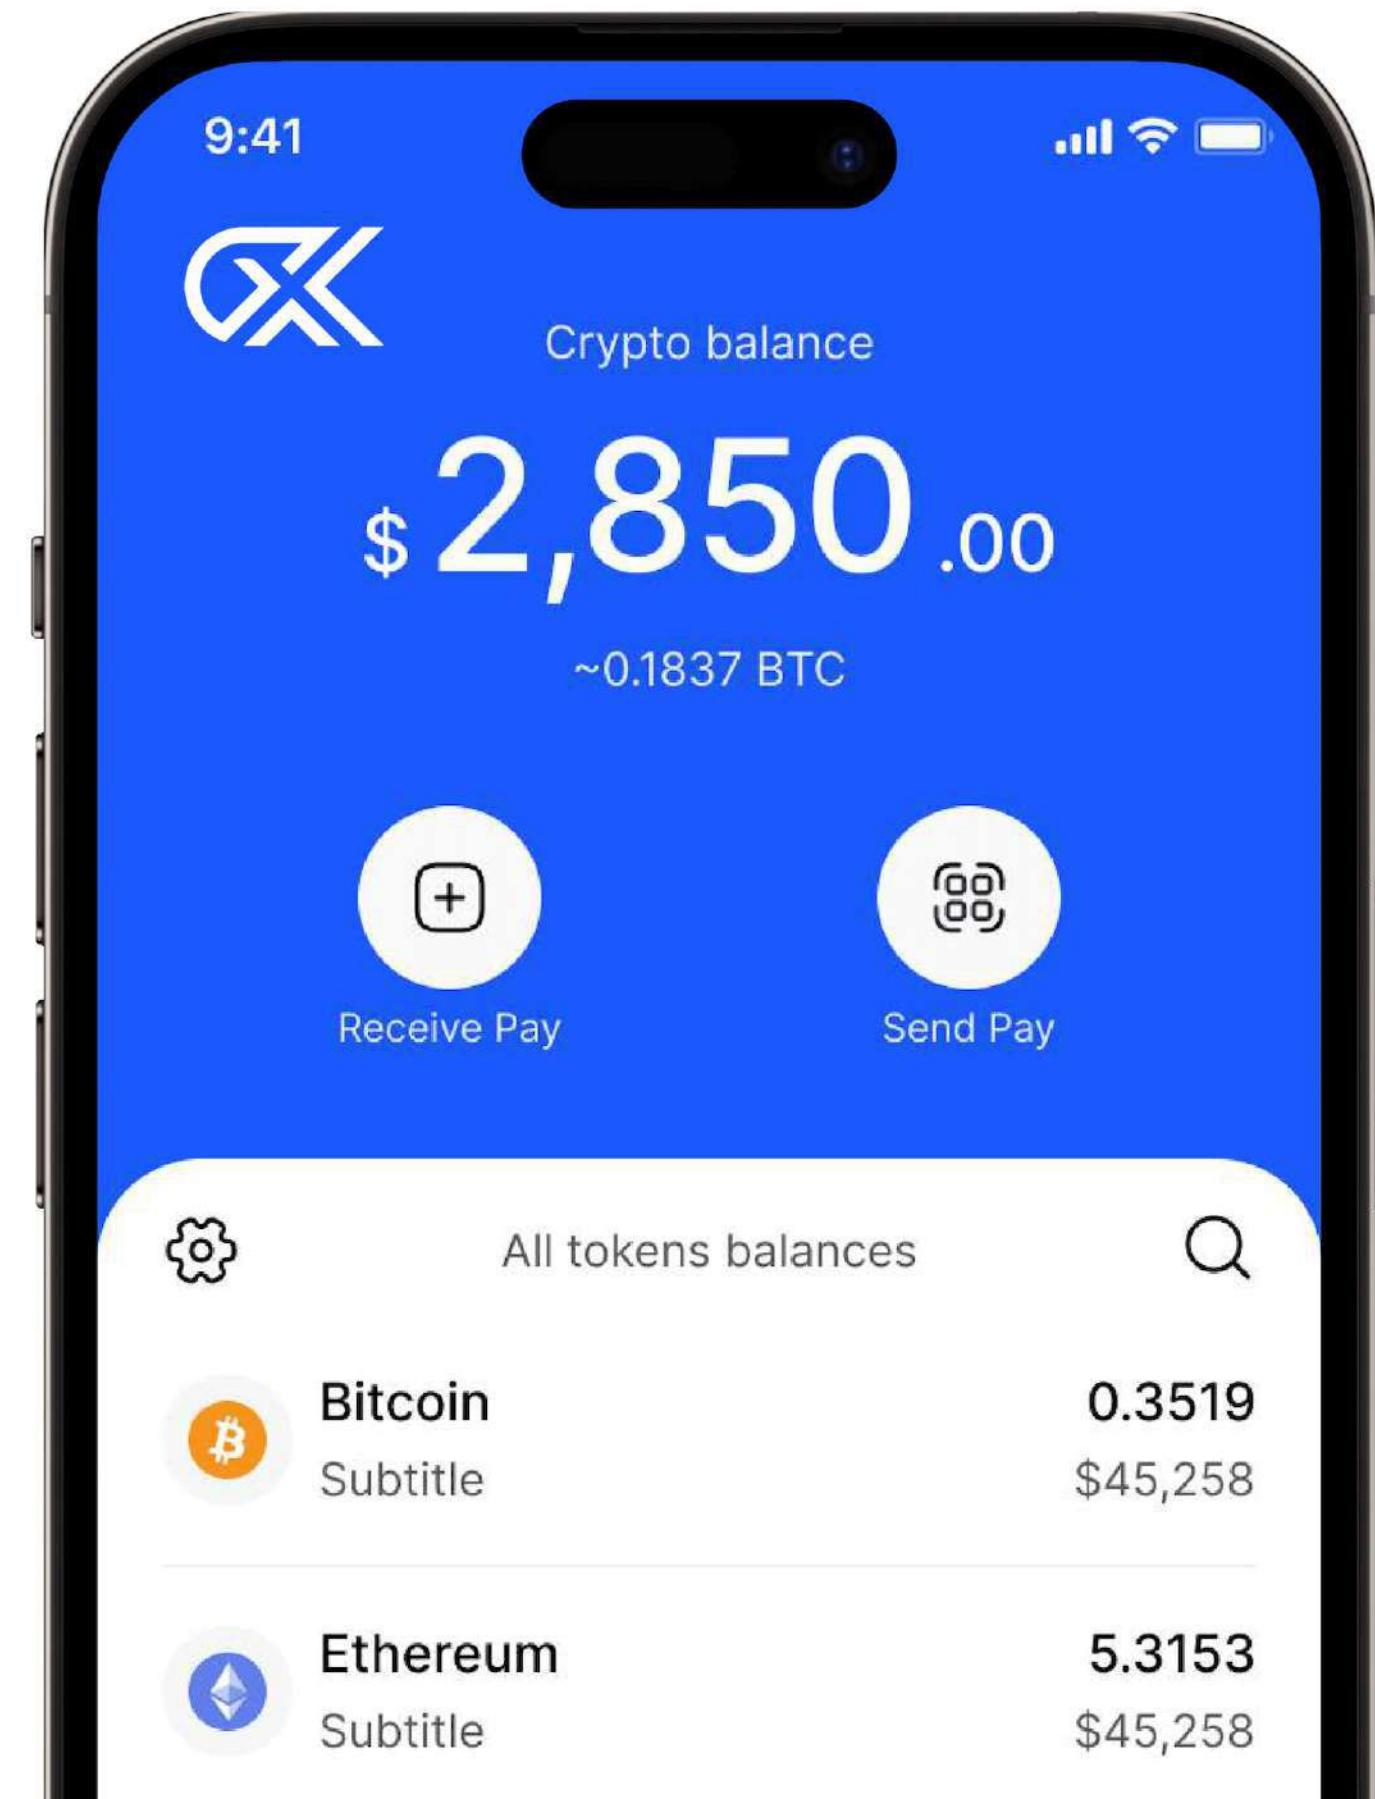 9:41
Crypto balance
$2,850.00
~0.1837 BTC
Receive Pay
Send Pay
All tokens balances
Bitcoin
0.3519
Subtitle
$45,258
Ethereum
5.3153
Subtitle
$45,258